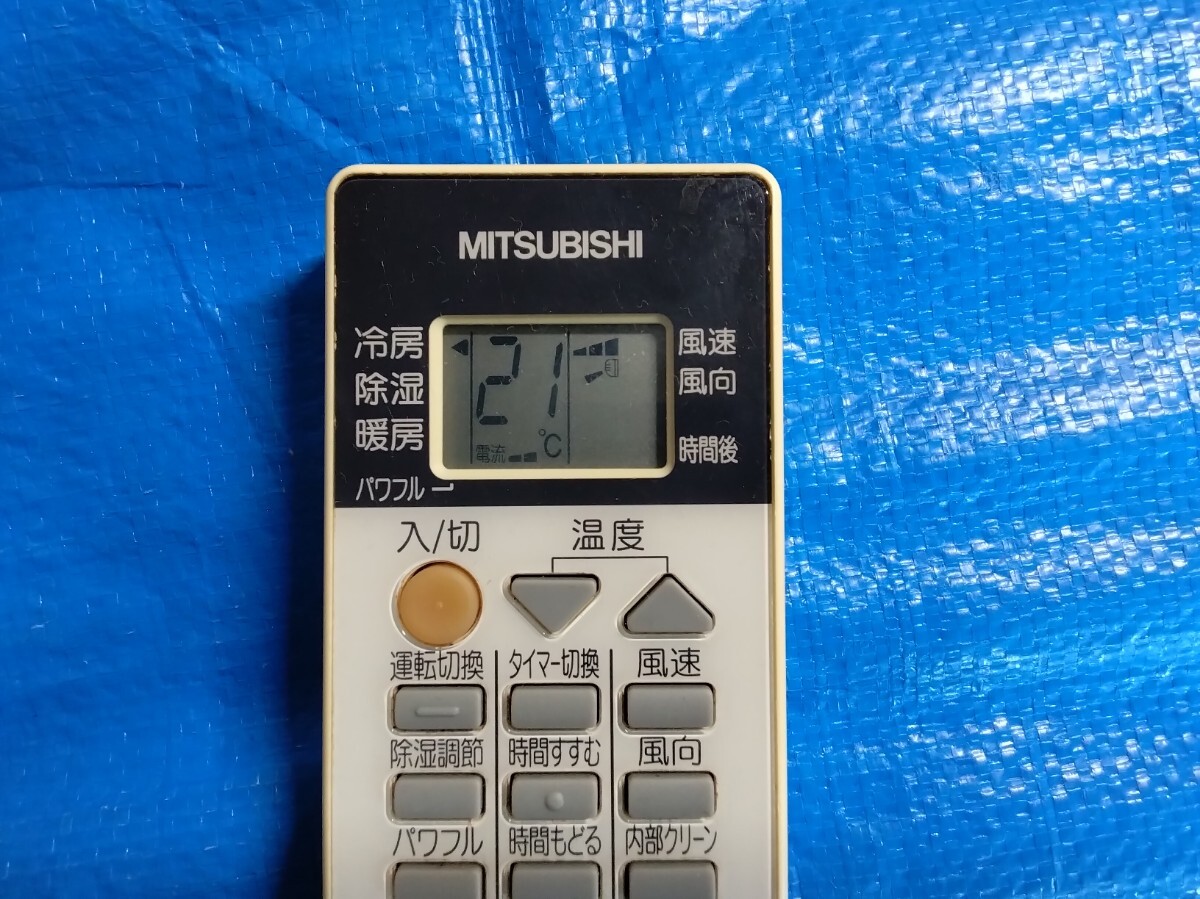 MITSUBISHI
冷房
除湿
暖房
パワフル
21
℃
電流
風速
風向
時間後
入/切 温度
運転切換 タイマー切換 風速
除湿調節 時間すすむ 風向
パワフル 時間もどる 内部クリーン